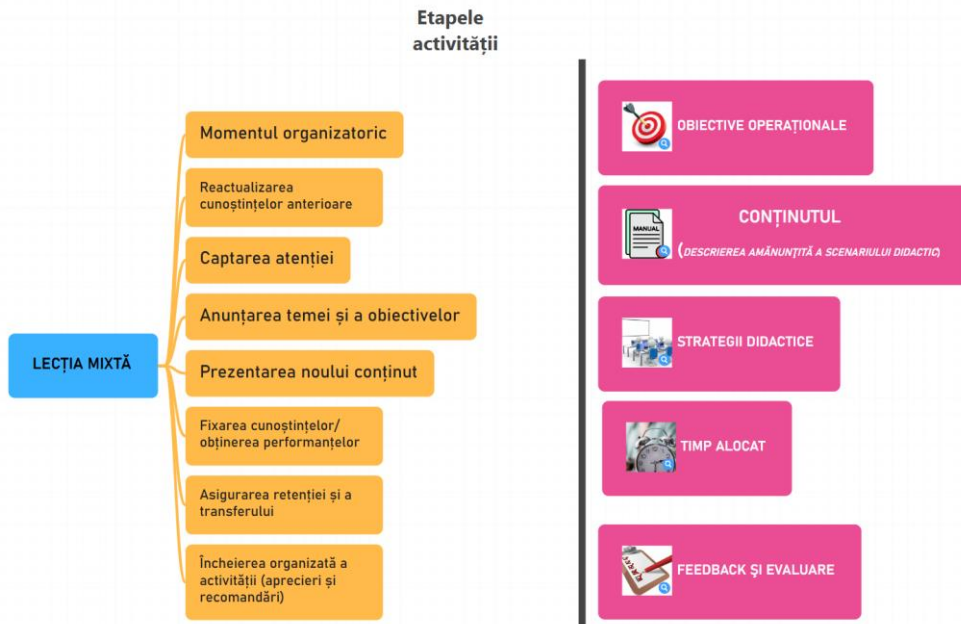 Etapele
activității
LECȚIA MIXTĂ
Momentul organizatoric
Reactualizarea
cunoștințelor anterioare
Captarea atenției
Anunțarea temei și a obiectivelor
Prezentarea noului conținut
Fixarea cunoștințelor/
obținerea performanțelor
Asigurarea retenției și a
transferului
Încheierea organizată a
activității (aprecieri și
recomandări)
OBIECTIVE OPERAȚIONALE
MANUAL
CONȚINUTUL
(DESCRIEREA AMĂNUNȚITĂ A SCENARIULUI DIDACTIC)
STRATEGII DIDACTICE
TIMP ALOCAT
FEEDBACK ȘI EVALUARE